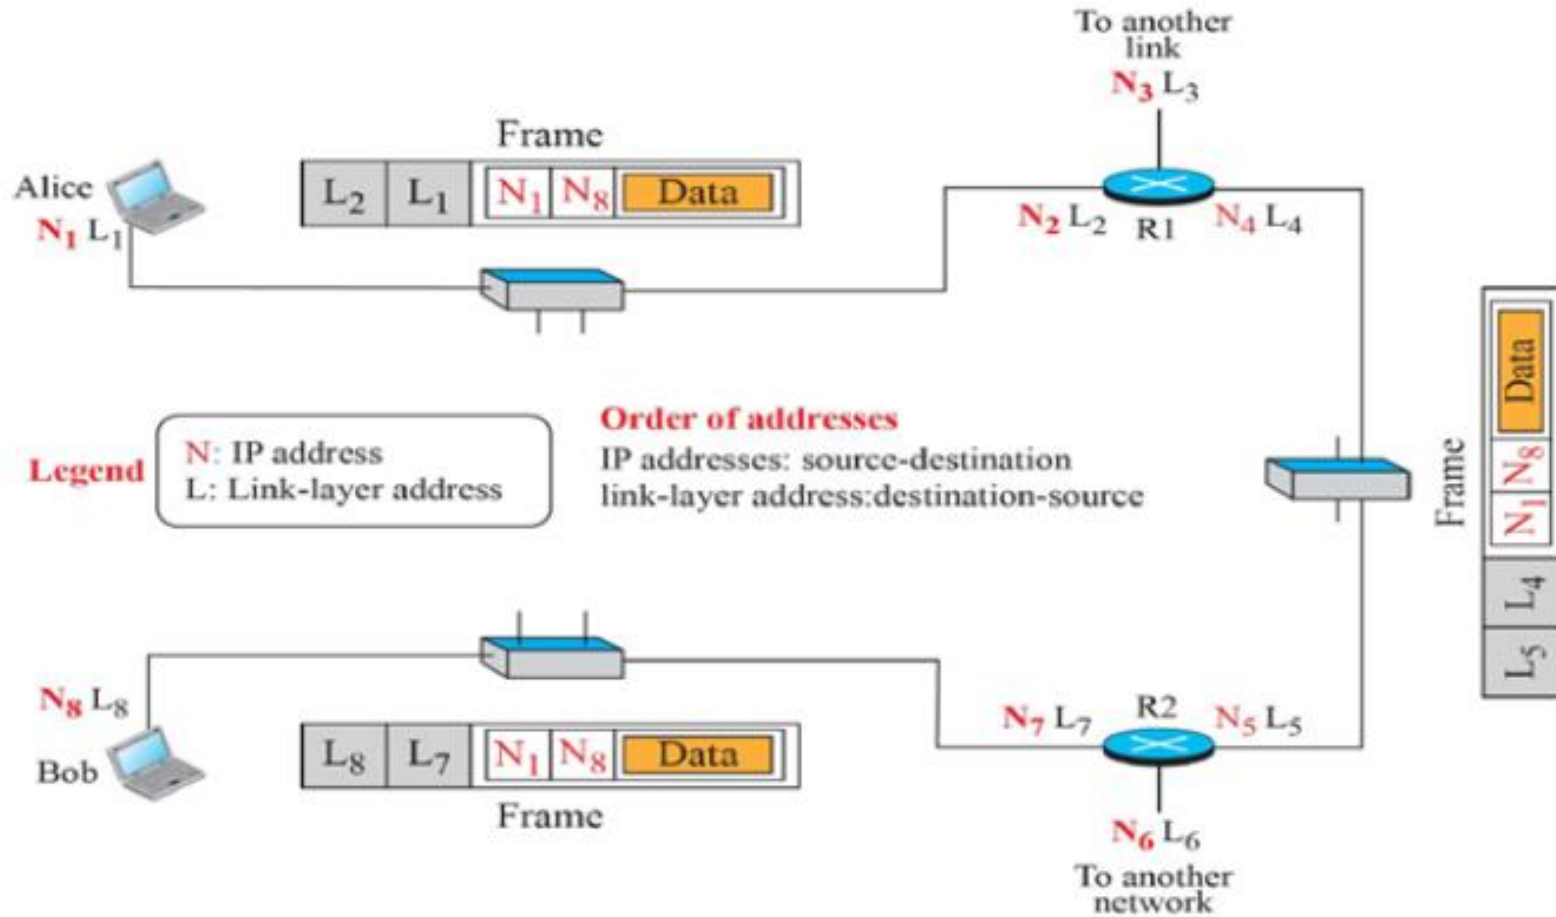 To another
link
N₃ L₃
Frame
Alice
N₁ L₁
L₂ L₁ N₁ N₈ Data
N₂ L₂ R1 N₄ L₄
Legend
N: IP address
L: Link-layer address
Order of addresses
IP addresses: source-destination
link-layer address:destination-source
Frame
L₅ L₄ N₁ N₈ Data
N₈ L₈
Bob
L₈ L₇ N₁ N₈ Data
Frame
N₇ L₇ R2 N₅ L₅
N₆ L₆
To another
network